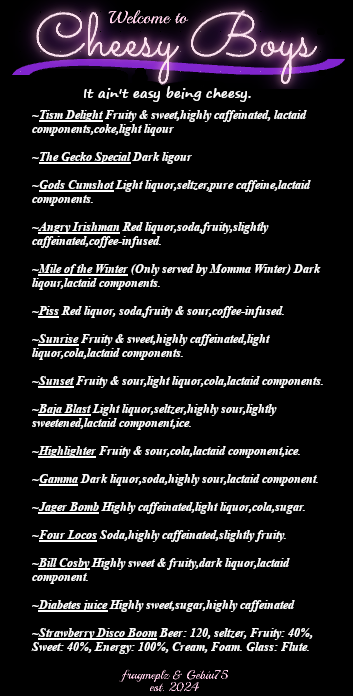 Welcome to
Cheesy Boys
It ain't easy being cheesy.
~Tism Delight Fruity & sweet,highly caffeinated, lactaid
components,coke,light liqour
~The Gecko Special Dark ligour
~Gods Cumshot Light liquor,seltzer,pure caffeine,lactaid
components.
~Angry Irishman Red liquor,soda,fruity,slightly
caffeinated,coffee-infused.
~Mile of the Winter (Only served by Momma Winter) Dark
liqour,lactaid components.
~Piss Red liquor, soda,fruity & sour,coffee-infused.
~Sunrise Fruity & sweet,highly caffeinated,light
liquor,cola,lactaid components.
~Sunset Fruity & sour,light liquor,cola,lactaid components.
~Baja Blast Light liquor,seltzer,highly sour,lightly
sweetened,lactaid component,ice.
~Highlighter Fruity & sour,cola,lactaid component,ice.
~Gamma Dark liquor,soda,highly sour,lactaid component.
~Jager Bomb Highly caffeinated,light liquor,cola,sugar.
~Four Locos Soda,highly caffeinated,slightly fruity.
~Bill Cosby Highly sweet & fruity,dark liquor,lactaid
component.
~Diabetes juice Highly sweet,sugar,highly caffeinated
~Strawberry Disco Boom Beer: 120, seltzer, Fruity: 40%,
Sweet: 40%, Energy: 100%, Cream, Foam. Glass: Flute.
fragmeplz & Gebiu75
est. 2024